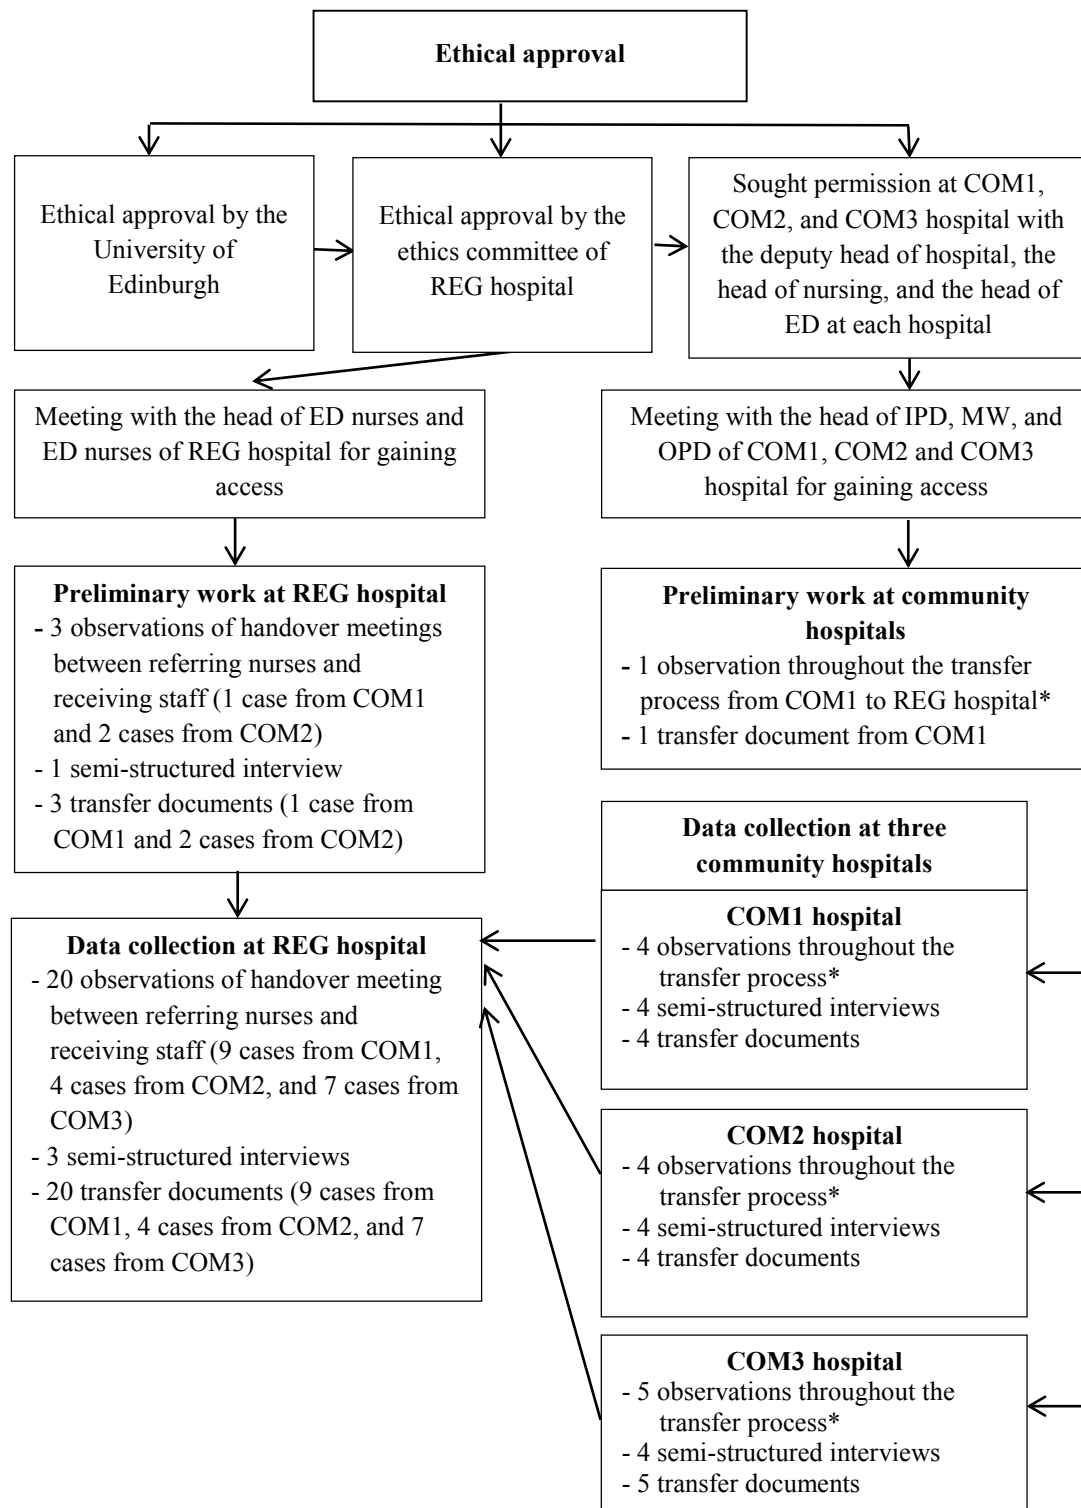 Ethical approval
Ethical approval by the
University of
Edinburgh
Ethical approval by the
ethics committee of
REG hospital
Sought permission at COM1,
COM2, and COM3 hospital with
the deputy head of hospital, the
head of nursing, and the head of
ED at each hospital
Meeting with the head of ED nurses and
ED nurses of REG hospital for gaining
access
Meeting with the head of IPD, MW, and
OPD of COM1, COM2 and COM3
hospital for gaining access
Preliminary work at REG hospital
- 3 observations of handover meetings
between referring nurses and
receiving staff (1 case from COM1
and 2 cases from COM2)
- 1 semi-structured interview
- 3 transfer documents (1 case from
COM1 and 2 cases from COM2)
Preliminary work at community
hospitals
- 1 observation throughout the transfer
process from COM1 to REG hospital*
- 1 transfer document from COM1
Data collection at REG hospital
- 20 observations of handover meeting
between referring nurses and
receiving staff (9 cases from COM1,
4 cases from COM2, and 7 cases from
COM3)
- 3 semi-structured interviews
- 20 transfer documents (9 cases from
COM1, 4 cases from COM2, and 7
cases from COM3)
Data collection at three
community hospitals
COM1 hospital
- 4 observations throughout the
transfer process*
- 4 semi-structured interviews
- 4 transfer documents
COM2 hospital
- 4 observations throughout the
transfer process*
- 4 semi-structured interviews
- 4 transfer documents
COM3 hospital
- 5 observations throughout the
transfer process*
- 4 semi-structured interviews
- 5 transfer documents